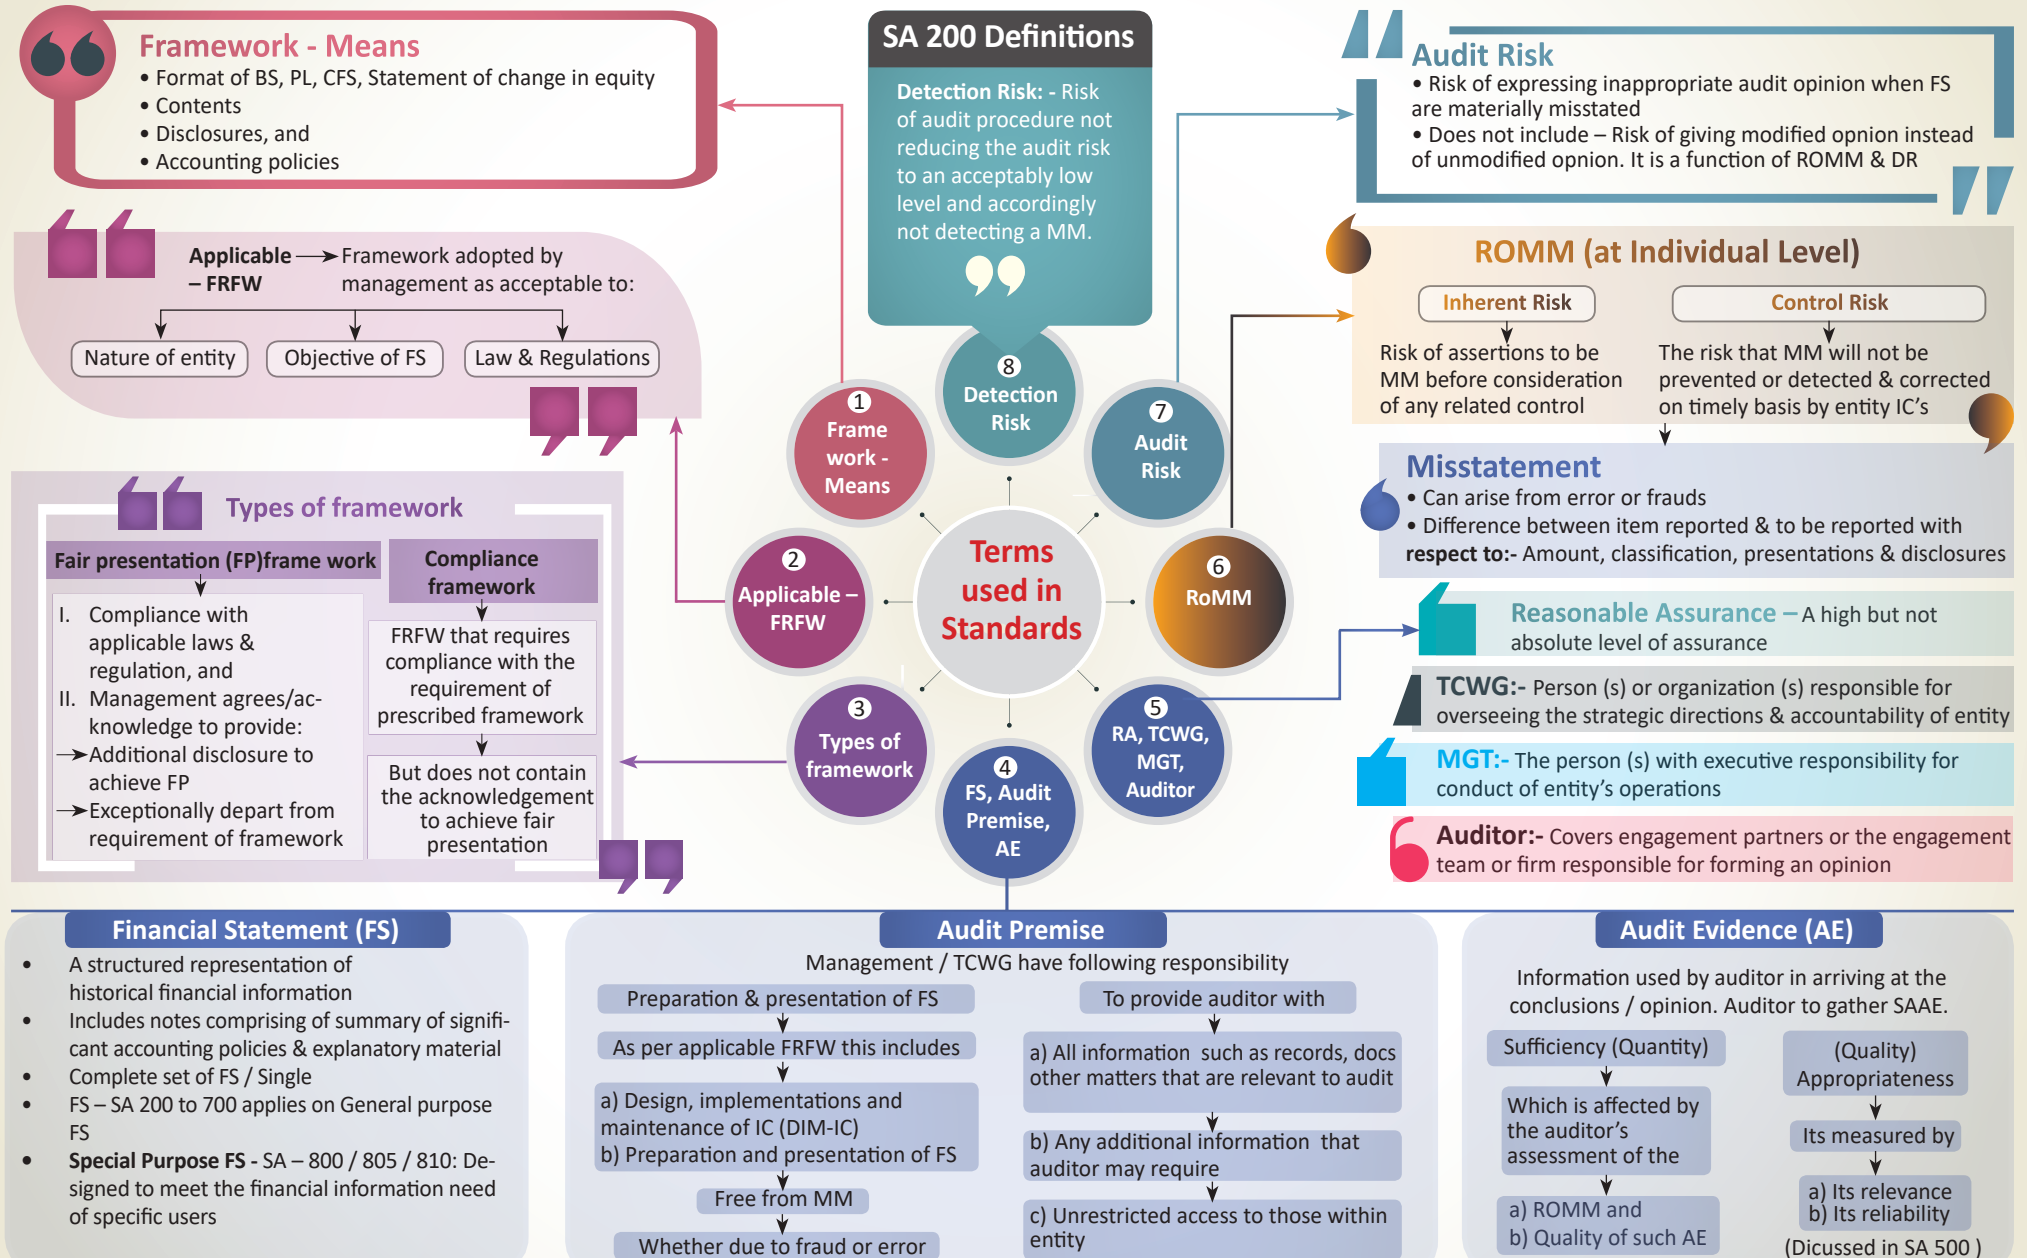 Framework - Means
• Format of BS, PL, CFS, Statement of change in equity
• Contents
• Disclosures, and
• Accounting policies
SA 200 Definitions
Detection Risk: - Risk
of audit procedure not
reducing the audit risk
to an acceptably low
level and accordingly
not detecting a MM.
Audit Risk
• Risk of expressing inappropriate audit opinion when FS
are materially misstated
• Does not include – Risk of giving modified opnion instead
of unmodified opnion. It is a function of ROMM & DR
Applicable
– FRFW
Framework adopted by
management as acceptable to:
Nature of entity
Objective of FS
Law & Regulations
ROMM (at Individual Level)
Inherent Risk
Risk of assertions to be
MM before consideration
of any related control
Control Risk
The risk that MM will not be
prevented or detected & corrected
on timely basis by entity IC’s
Misstatement
• Can arise from error or frauds
• Difference between item reported & to be reported with
respect to:- Amount, classification, presentations & disclosures
Types of framework
Fair presentation (FP)frame work
I. Compliance with
applicable laws &
regulation, and
II. Management agrees/ac-
knowledge to provide:
Additional disclosure to
achieve FP
Exceptionally depart from
requirement of framework
Compliance
framework
FRFW that requires
compliance with the
requirement of
prescribed framework
But does not contain
the acknowledgement
to achieve fair
presentation
Terms
used in
Standards
1
Frame
work -
Means
2
Applicable –
FRFW
3
Types of
framework
4
FS, Audit
Premise,
AE
5
RA, TCWG,
MGT,
Auditor
6
RoMM
7
Audit
Risk
8
Detection
Risk
Reasonable Assurance – A high but not
absolute level of assurance
TCWG:- Person (s) or organization (s) responsible for
overseeing the strategic directions & accountability of entity
MGT:- The person (s) with executive responsibility for
conduct of entity’s operations
Auditor:- Covers engagement partners or the engagement
team or firm responsible for forming an opinion
Financial Statement (FS)
• A structured representation of
historical financial information
• Includes notes comprising of summary of signifi-
cant accounting policies & explanatory material
• Complete set of FS / Single
• FS – SA 200 to 700 applies on General purpose
FS
• Special Purpose FS - SA – 800 / 805 / 810: De-
signed to meet the financial information need
of specific users
Audit Premise
Management / TCWG have following responsibility
Preparation & presentation of FS
As per applicable FRFW this includes
a) Design, implementations and
maintenance of IC (DIM-IC)
b) Preparation and presentation of FS
Free from MM
Whether due to fraud or error
To provide auditor with
a) All information such as records, docs
other matters that are relevant to audit
b) Any additional information that
auditor may require
c) Unrestricted access to those within
entity
Audit Evidence (AE)
Information used by auditor in arriving at the
conclusions / opinion. Auditor to gather SAAE.
Sufficiency (Quantity)
Which is affected by
the auditor’s
assessment of the
a) ROMM and
b) Quality of such AE
(Quality)
Appropriateness
Its measured by
a) Its relevance
b) Its reliability
(Dicussed in SA 500 )